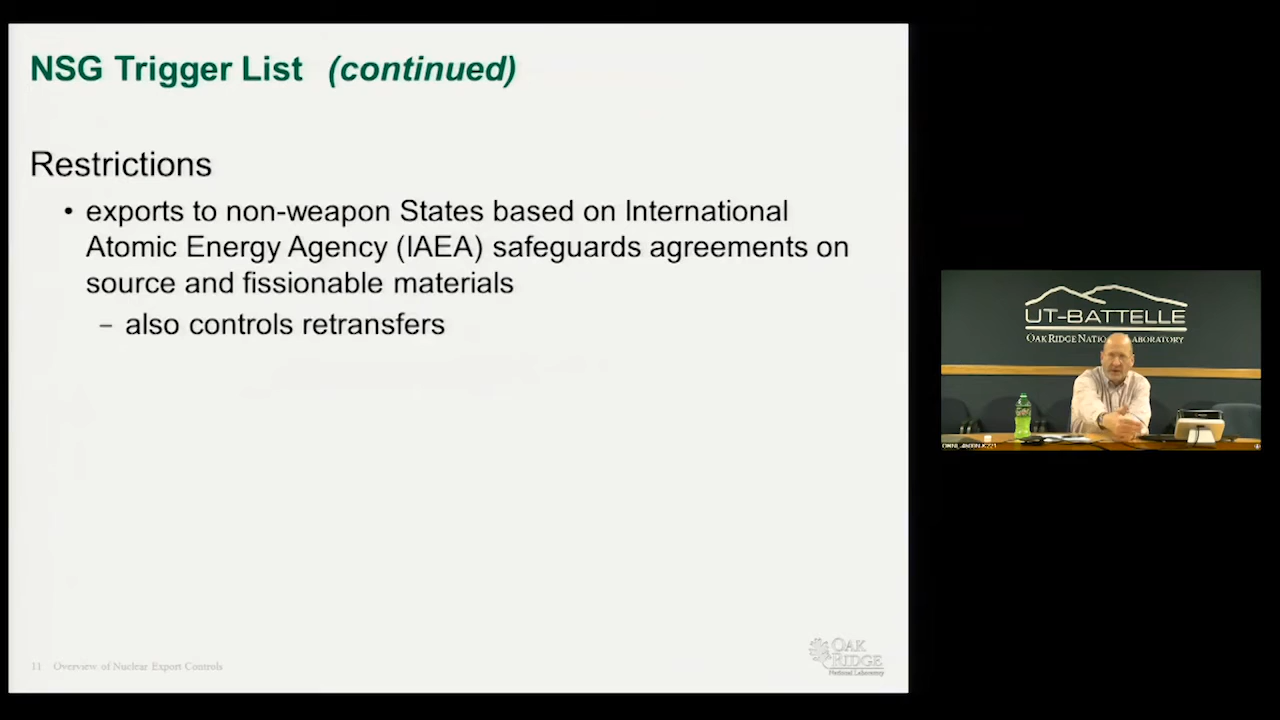 NSG Trigger List (continued)
Restrictions
• exports to non-weapon States based on International
Atomic Energy Agency (IAEA) safeguards agreements on
source and fissionable materials
– also controls retransfers
11 Overview of Nuclear Export Controls
OAK
RIDGE
National Laboratory
UT-BATTELLE
OAK RIDGE NATIONAL LABORATORY